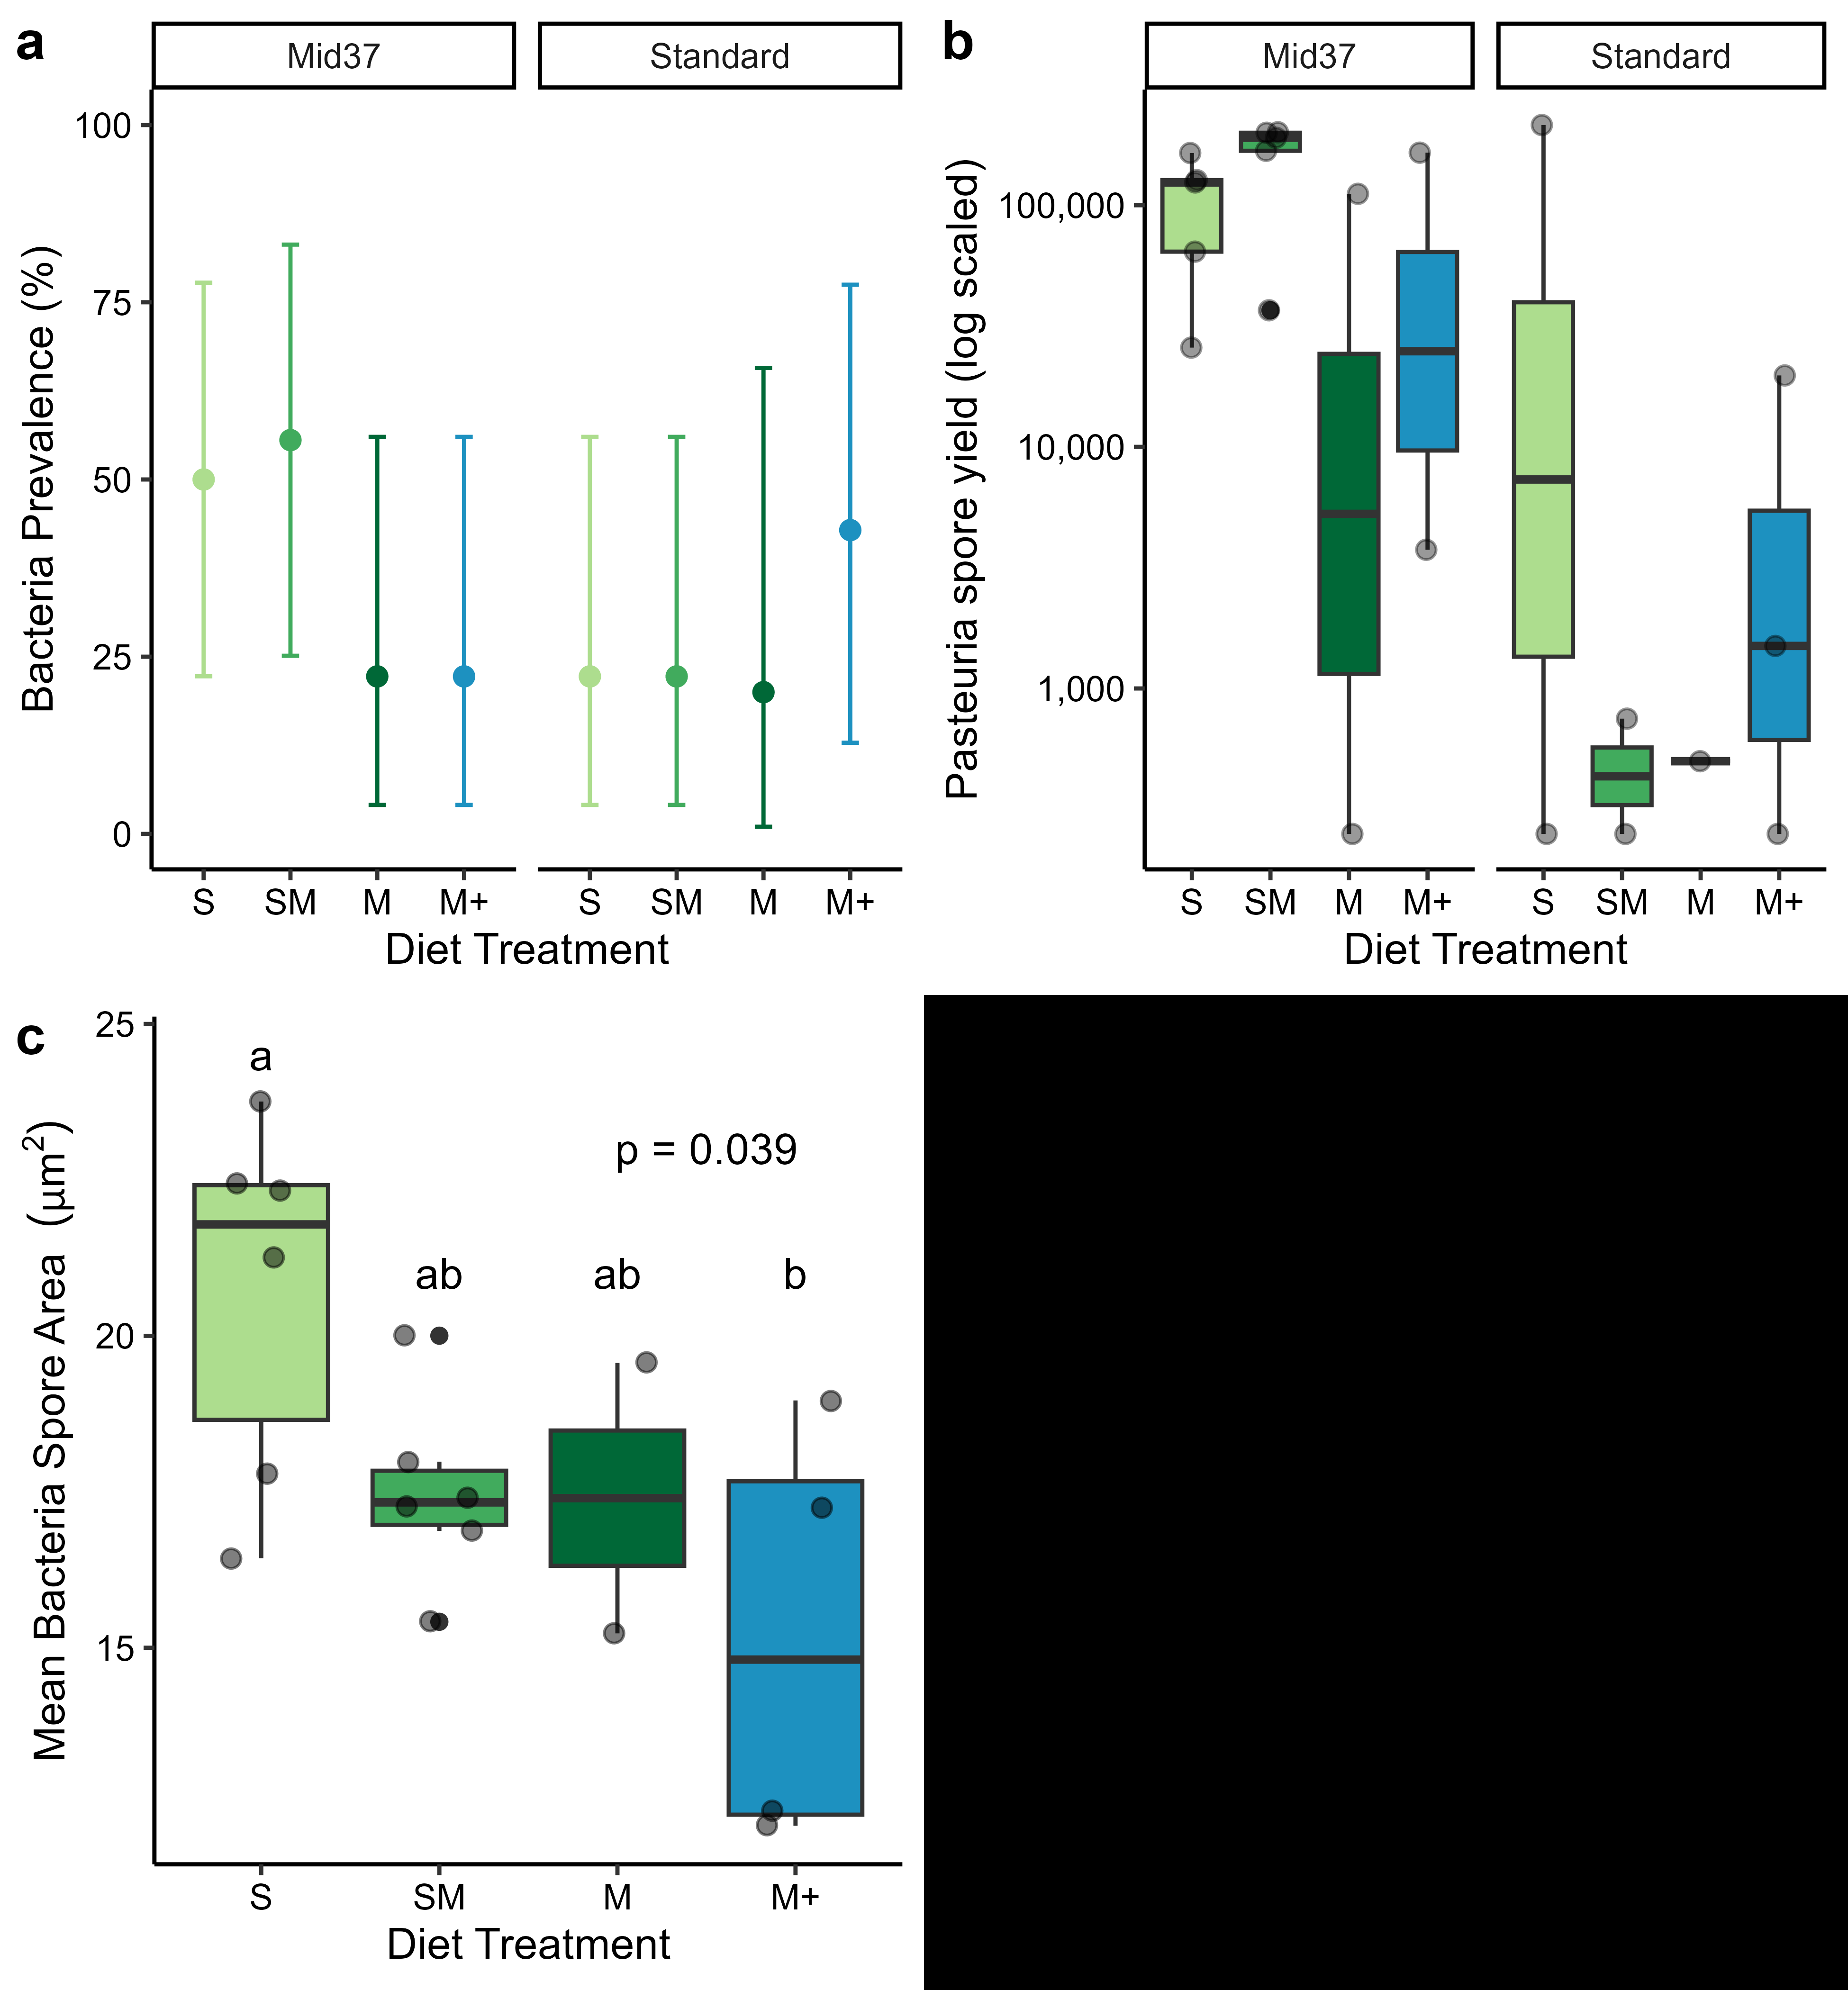 a
Mid37
Standard
Bacteria Prevalence (%)
100
75
50
25
0
S SM M M+
S SM M M+
Diet Treatment
b
Mid37
Standard
Pasteuria spore yield (log scaled)
100,000
10,000
1,000
S SM M M+
S SM M M+
Diet Treatment
c
Mean Bacteria Spore Area (µm²)
25
20
15
a
p = 0.039
ab
ab
b
S SM M M+
Diet Treatment